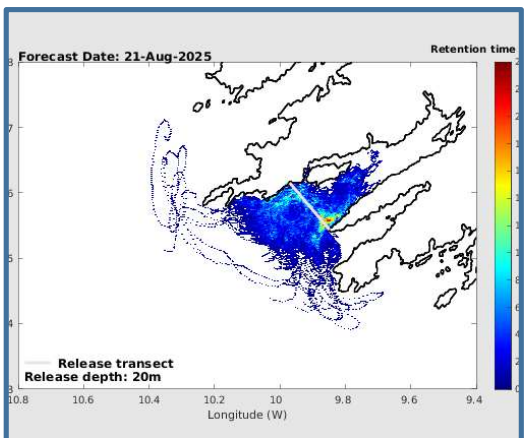 Retention time
Forecast Date: 21-Aug-2025
Release transect
Release depth: 20m
10.8 10.6 10.4 10.2 10 9.8 9.6 9.4
Longitude (W)